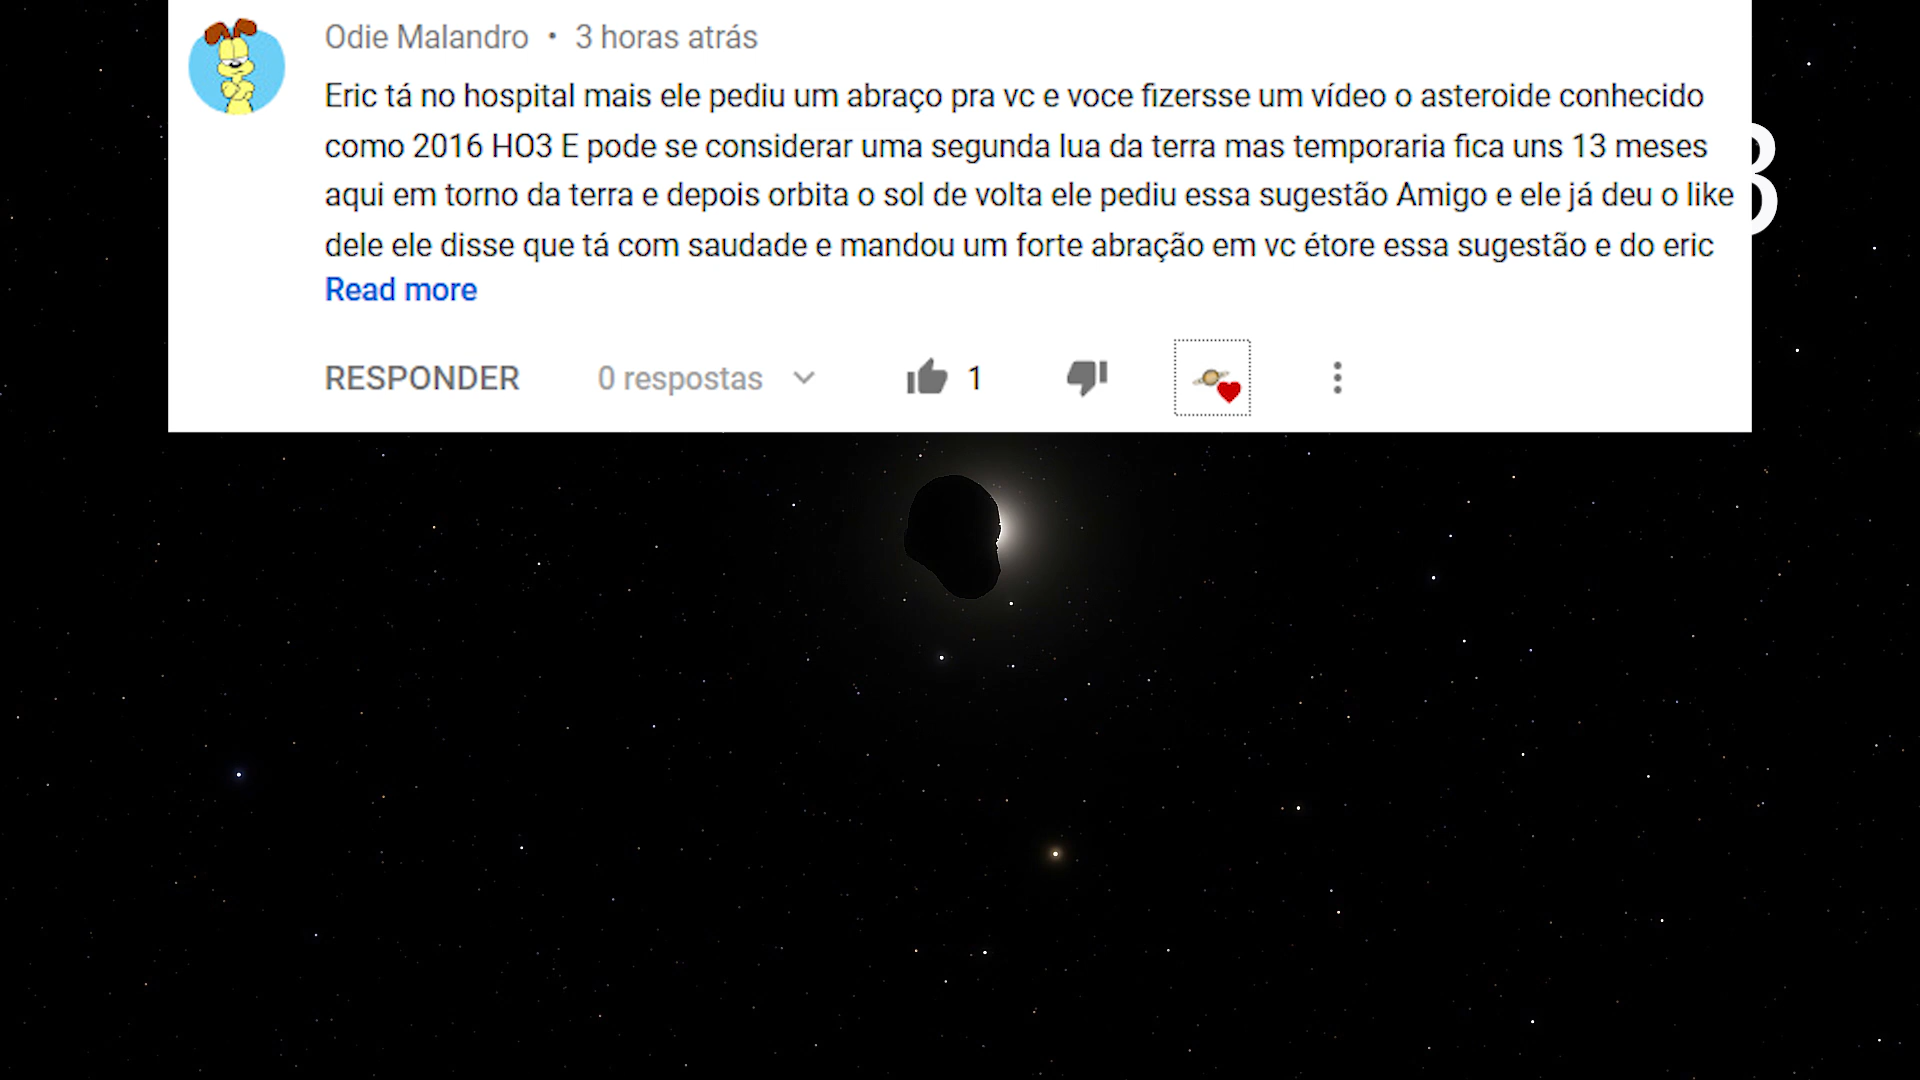 Odie Malandro • 3 horas atrás
Eric tá no hospital mais ele pediu um abraço pra vc e voce fizersse um vídeo o asteroide conhecido
como 2016 HO3 E pode se considerar uma segunda lua da terra mas temporaria fica uns 13 meses
aqui em torno da terra e depois orbita o sol de volta ele pediu essa sugestão Amigo e ele já deu o like
dele ele disse que tá com saudade e mandou um forte abração em vc étore essa sugestão e do eric
Read more
RESPONDER 0 respostas 1